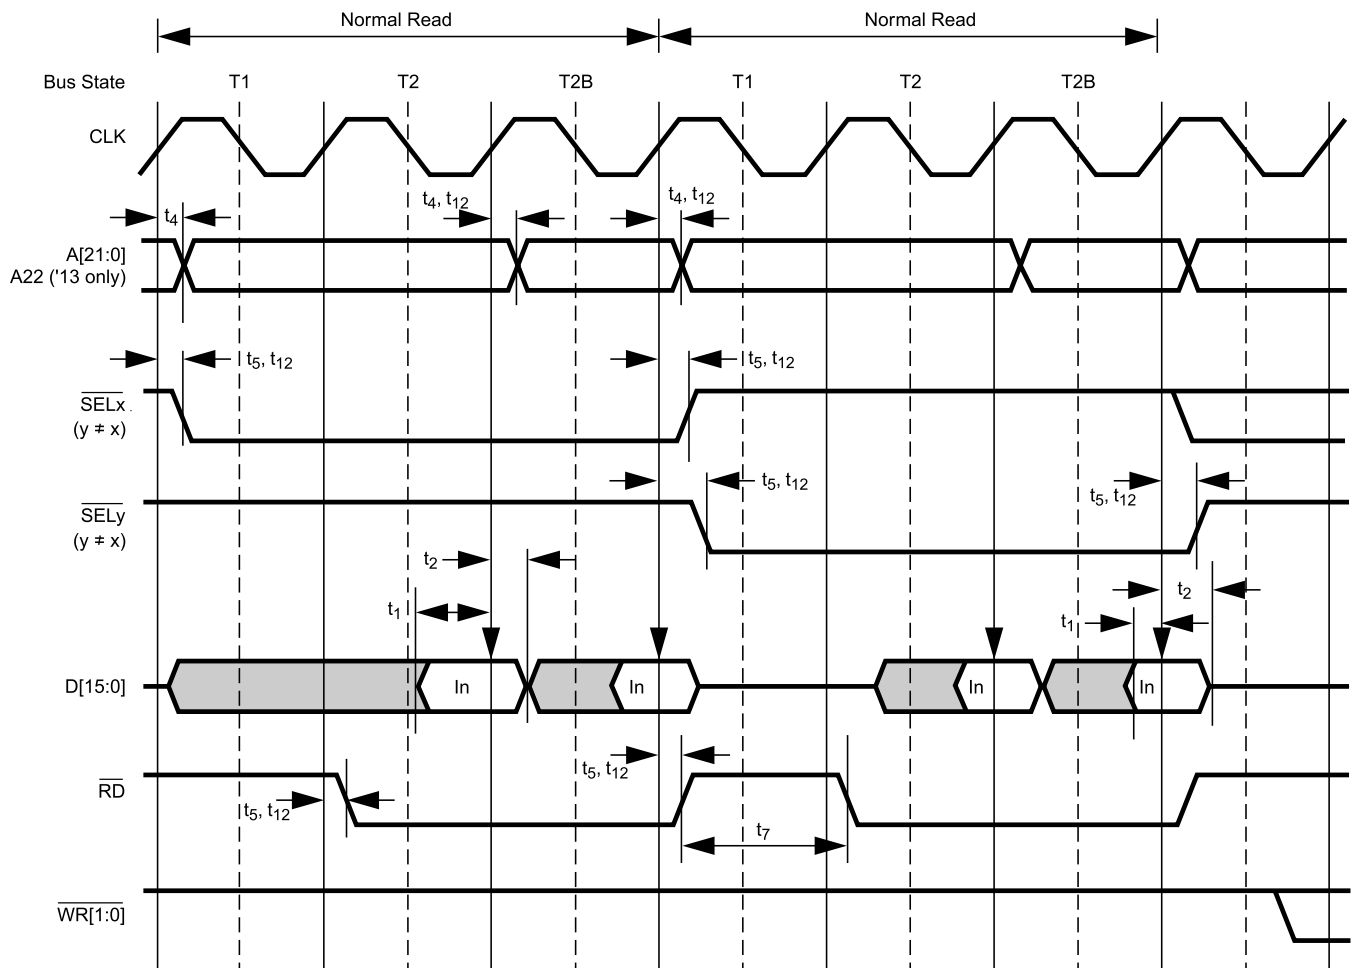 Normal Read Normal Read
Bus State T1 T2 T2B T1 T2 T2B
CLK
t4 t4, t12 t4, t12
A[21:0]
A22 ('13 only)
t5, t12 t5, t12
SELx
(y ≠ x)
t5, t12 t5, t12
SELy
(y ≠ x)
t2 t2
t1 t1
D[15:0] In In In In
t5, t12
RD
t5, t12
t7
WR[1:0]